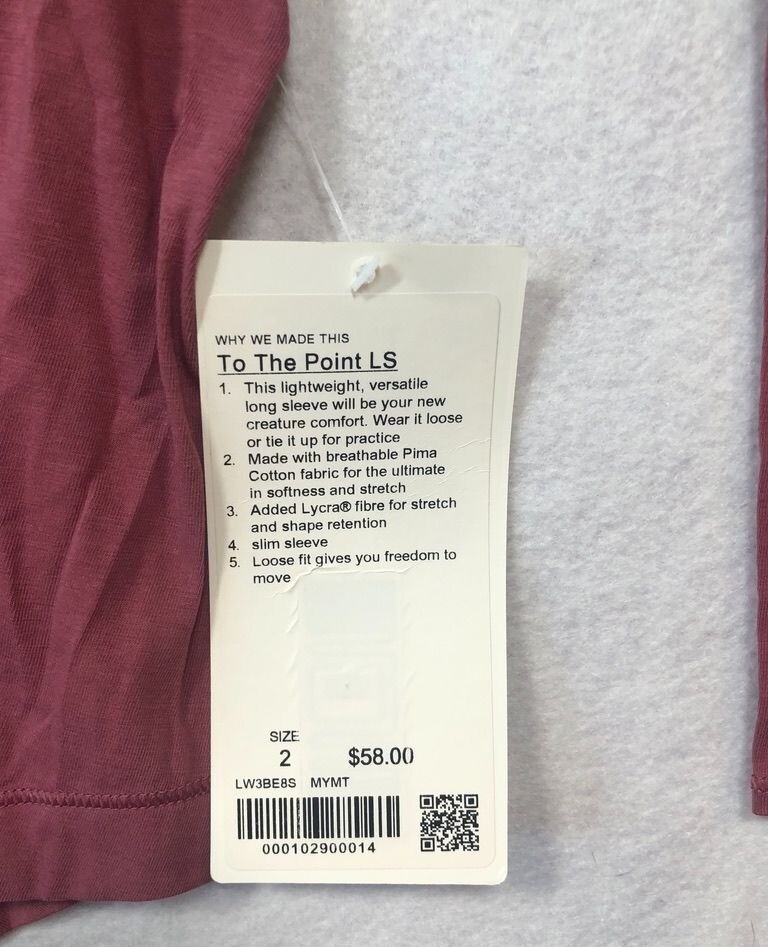 WHY WE MADE THIS
To The Point LS
1. This lightweight, versatile
long sleeve will be your new
creature comfort. Wear it loose
or tie it up for practice
2. Made with breathable Pima
Cotton fabric for the ultimate
in softness and stretch
3. Added Lycra® fibre for stretch
and shape retention
4. slim sleeve
5. Loose fit gives you freedom to
move
SIZE
2 $58.00
LW3BE8S MYMT
000102900014